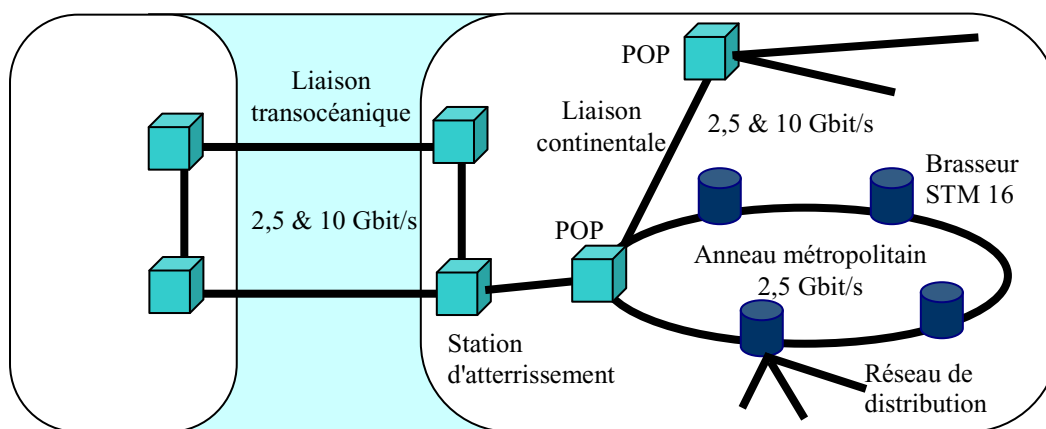 POP
Liaison
transocéanique
Liaison
continentale
2,5 & 10 Gbit/s
Brasseur
STM 16
2,5 & 10 Gbit/s
POP
Anneau métropolitain
2,5 Gbit/s
Station
d'atterrissement
Réseau de
distribution